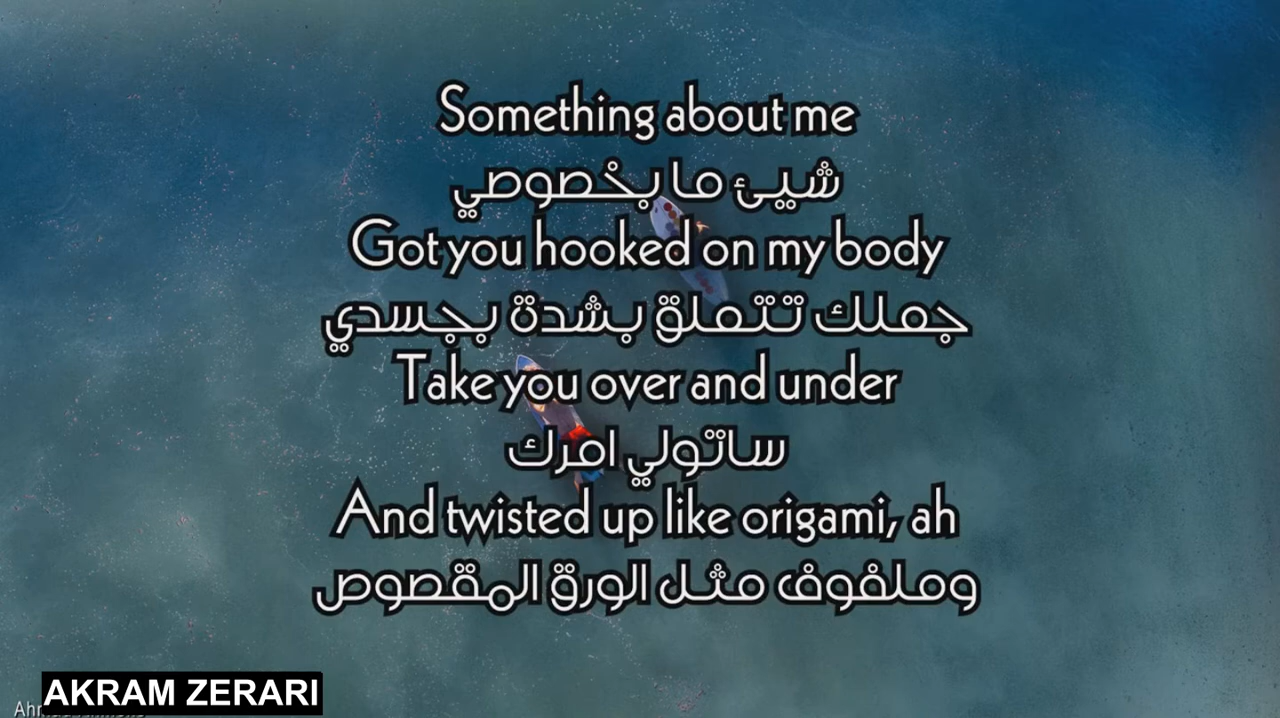 Something about me
شيئ ما بخصوصي
Got you hooked on my body
جعلك تتعلق بشدة بجسدي
Take you over and under
ساتولي امرك
And twisted up like origami, ah
وملفوف مثل الورق المقصوص
AKRAM ZERARI